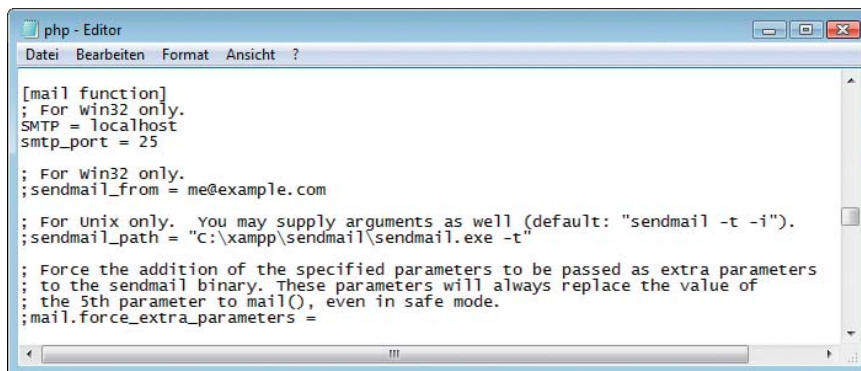 php - Editor
Datei Bearbeiten Format Ansicht ?
[mail function]
; For Win32 only.
SMTP = localhost
smtp_port = 25
; For Win32 only.
;sendmail_from = me@example.com
; For Unix only.  You may supply arguments as well (default: "sendmail -t -i").
;sendmail_path = "C:\xampp\sendmail\sendmail.exe -t"
; Force the addition of the specified parameters to be passed as extra parameters
; to the sendmail binary. These parameters will always replace the value of
; the 5th parameter to mail(), even in safe mode.
;mail.force_extra_parameters =